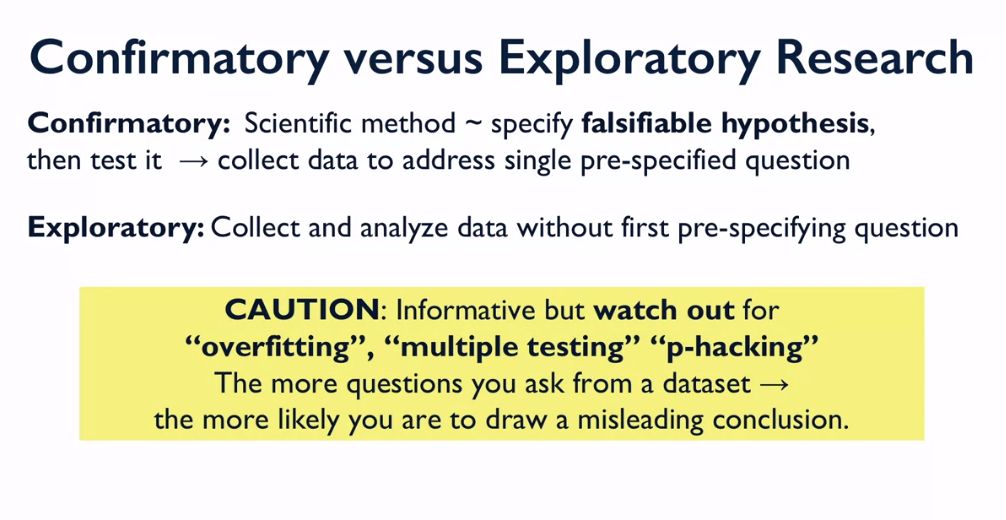 Confirmatory versus Exploratory Research
Confirmatory: Scientific method ~ specify falsifiable hypothesis,
then test it → collect data to address single pre-specified question
Exploratory: Collect and analyze data without first pre-specifying question
CAUTION: Informative but watch out for
“overfitting”, “multiple testing” “p-hacking”
The more questions you ask from a dataset →
the more likely you are to draw a misleading conclusion.